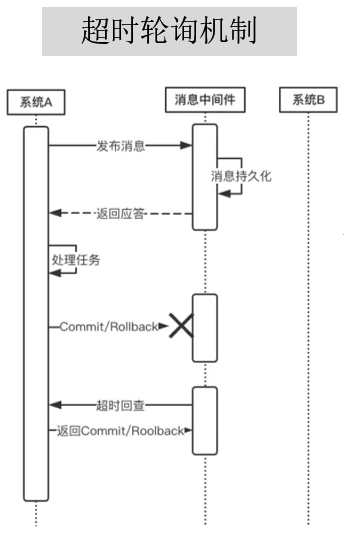 超时轮询机制
系统A
消息中间件
系统B
发布消息
消息持久化
返回应答
处理任务
Commit/Rollback
超时回查
返回Commit/Roolback